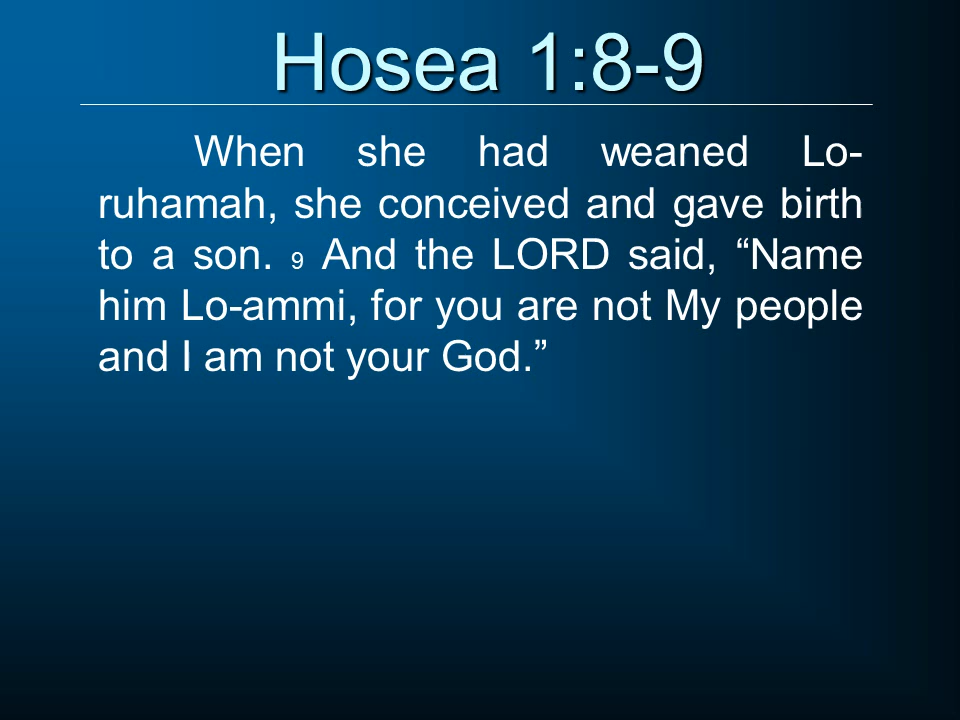 Hosea 1:8-9
When she had weaned Lo-
ruhamah, she conceived and gave birth
to a son. 9 And the LORD said, “Name
him Lo-ammi, for you are not My people
and I am not your God.”